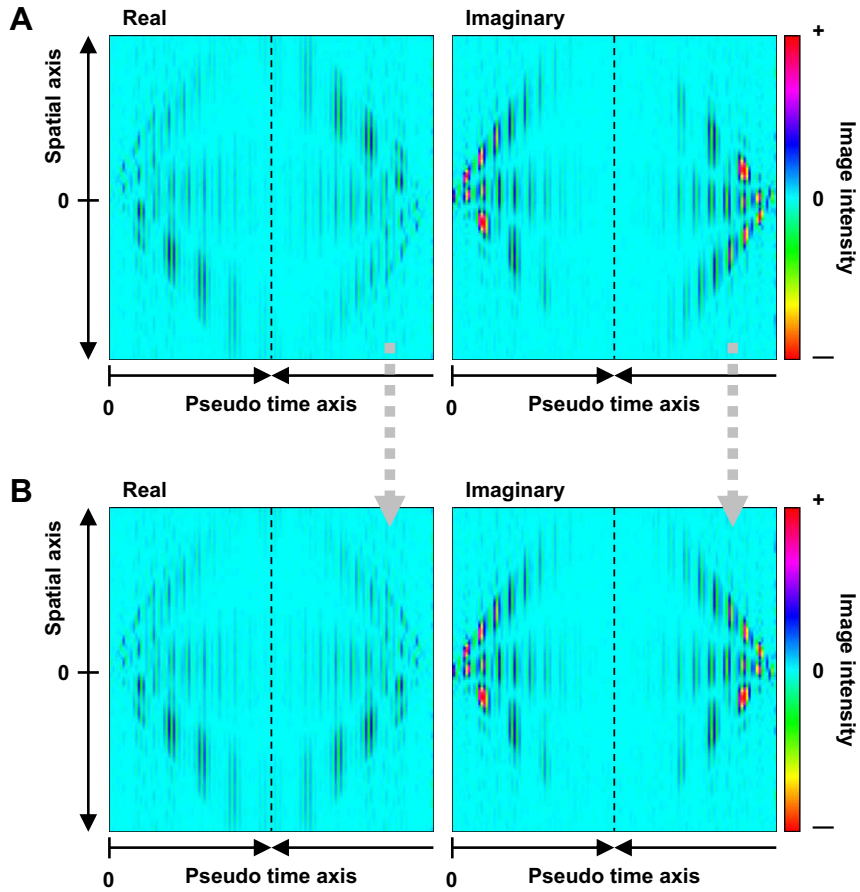 A
Real
Imaginary
Spatial axis
0
+
0
—
Image intensity
0
Pseudo time axis
0
Pseudo time axis
B
Real
Imaginary
Spatial axis
0
+
0
—
Image intensity
0
Pseudo time axis
0
Pseudo time axis